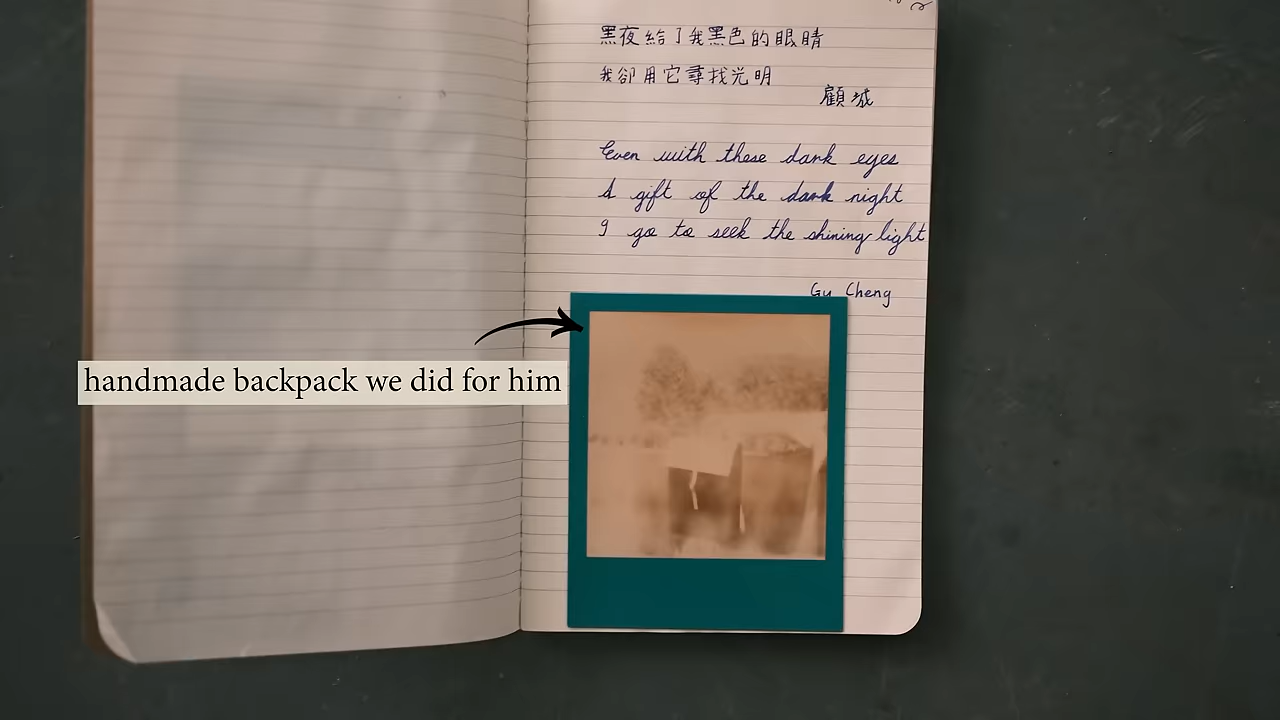 黑夜給了我黑色的眼睛
我卻用它尋找光明
顧城
Even with these dark eyes
A gift of the dark night
I go to seek the shining light
Gu Cheng
handmade backpack we did for him